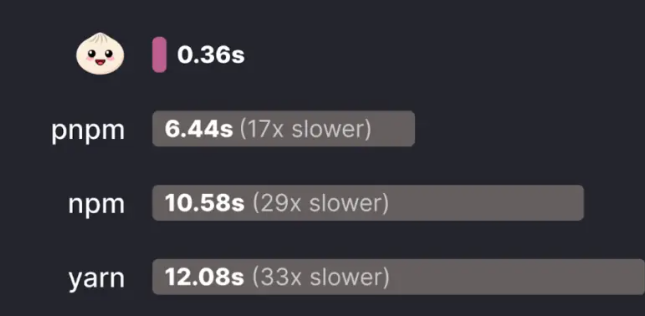 0.36s
pnpm 6.44s (17x slower)
npm 10.58s (29x slower)
yarn 12.08s (33x slower)